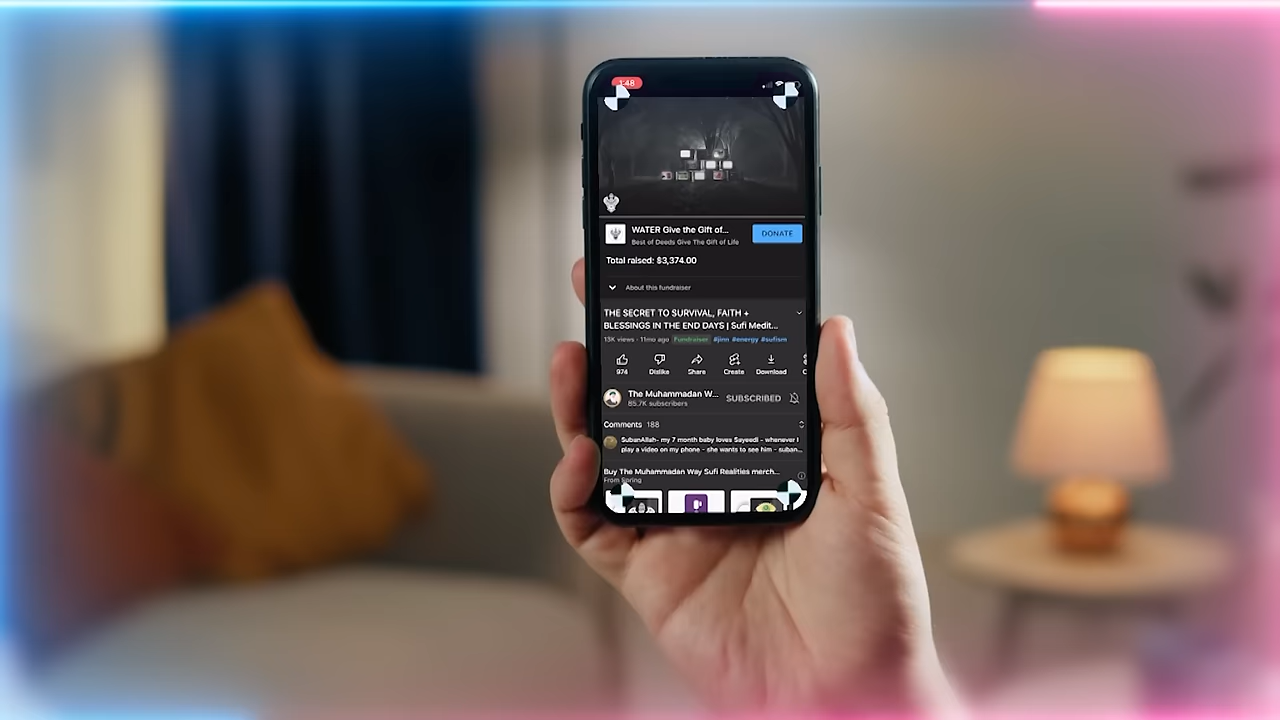 1:48
WATER Give the Gift of...
Best of Deeds Give The Gift of Life
DONATE
Total raised: $3,374.00
About this fundraiser
THE SECRET TO SURVIVAL, FAITH +
BLESSINGS IN THE END DAYS | Sufi Medit...
13K views · 11mo ago Fundraiser #jinn #energy #sufism
974 Dislike Share Create Download
The Muhammadan W...
85.7K subscribers
SUBSCRIBED
Comments 188
SubanAllah- my 7 month baby loves Sayeedi - whenever I
play a video on my phone - she wants to see him - suban...
Buy The Muhammadan Way Sufi Realities merch...
From Spring